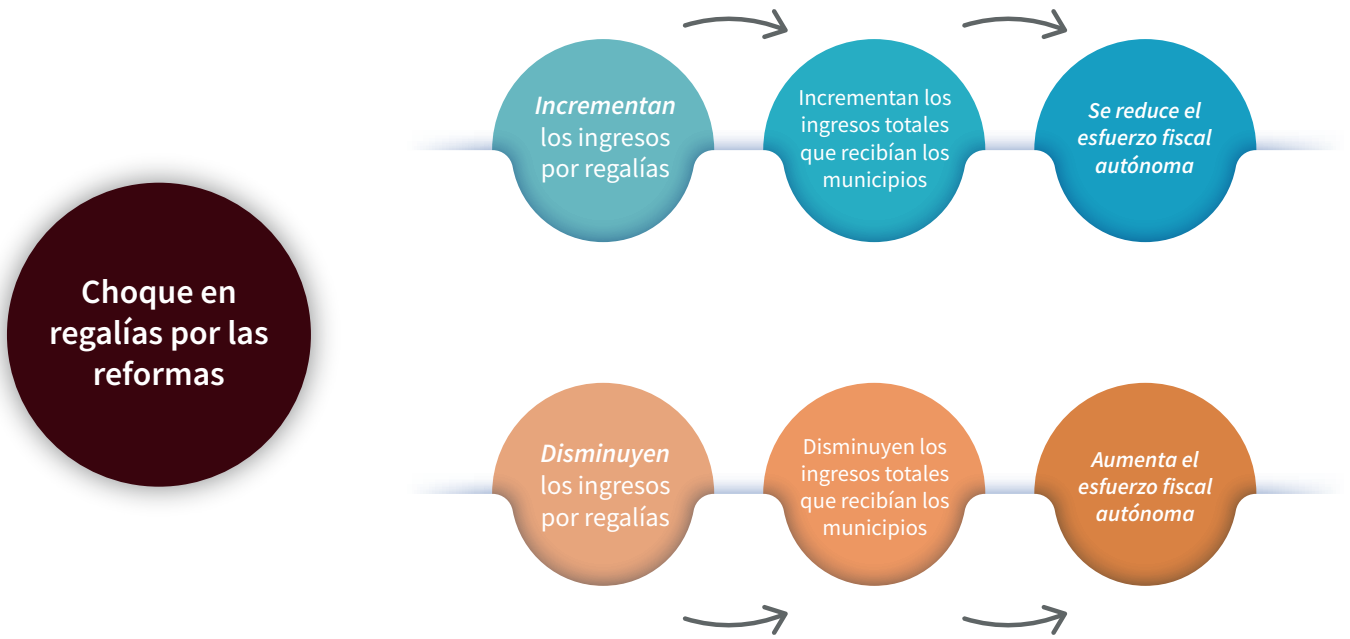 Choque en
regalías por las
reformas
Incrementan
los ingresos
por regalías
Incrementan los
ingresos totales
que recibían los
municipios
Se reduce el
esfuerzo fiscal
autónoma
Disminuyen
los ingresos
por regalías
Disminuyen los
ingresos totales
que recibían los
municipios
Aumenta el
esfuerzo fiscal
autónoma